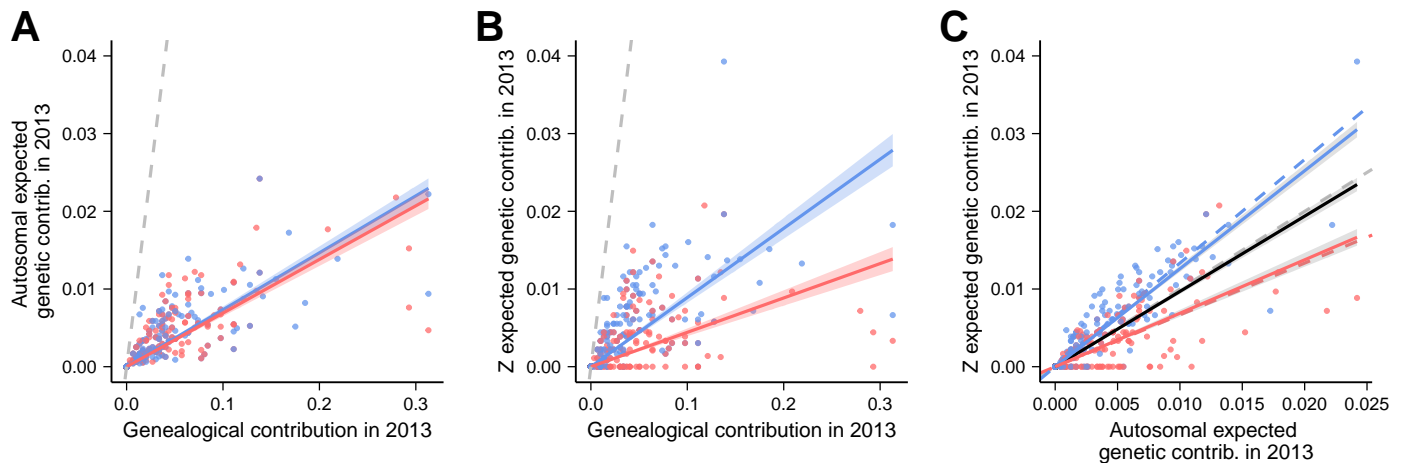 A
Autosomal expected
genetic contrib. in 2013
0.04
0.03
0.02
0.01
0.00
0.0 0.1 0.2 0.3
Genealogical contribution in 2013
B
Z expected genetic contrib. in 2013
0.04
0.03
0.02
0.01
0.00
0.0 0.1 0.2 0.3
Genealogical contribution in 2013
C
Z expected genetic contrib. in 2013
0.04
0.03
0.02
0.01
0.00
0.000 0.005 0.010 0.015 0.020 0.025
Autosomal expected
genetic contrib. in 2013